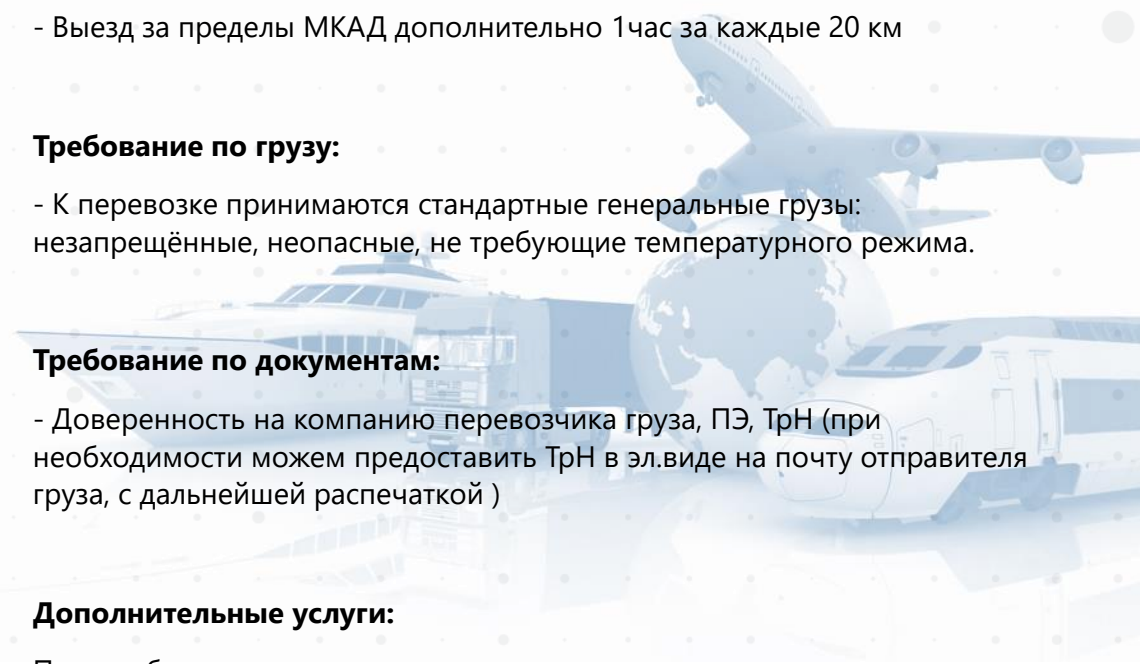 - Выезд за пределы МКАД дополнительно 1час за каждые 20 км
Требование по грузу:
- К перевозке принимаются стандартные генеральные грузы:
незапрещённые, неопасные, не требующие температурного режима.
Требование по документам:
- Доверенность на компанию перевозчика груза, ПЭ, ТрН (при
необходимости можем предоставить ТрН в эл.виде на почту отправителя
груза, с дальнейшей распечаткой )
Дополнительные услуги: